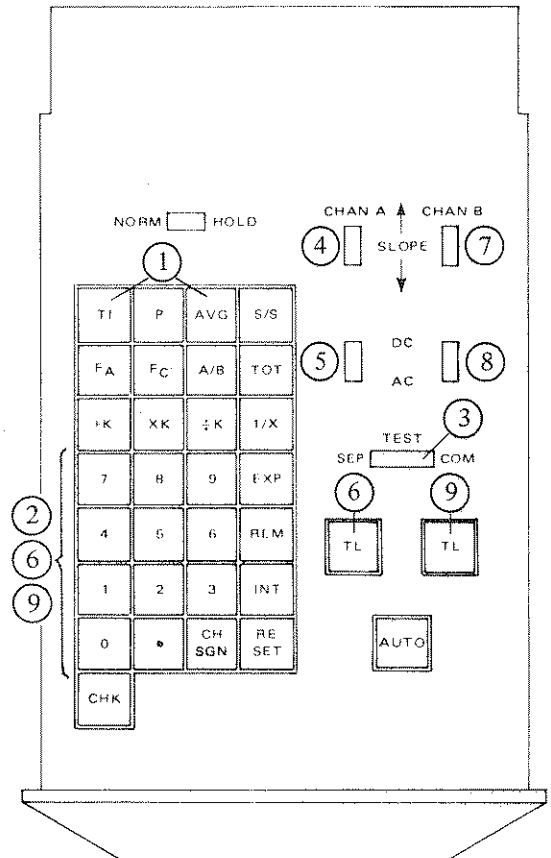 CHAN A CHAN B
NORM HOLD
4 SLOPE 7
1
TI P AVG S/S
FA FC A/B TOT
5 DC 8
AC
+K XK ÷K 1/X
TEST 3
SEP COM
7 8 9 EXP
6 9
2
4 5 6 REM
TL TL
6
1 2 3 INT
9
0 • CH SGN RE SET
AUTO
CHK